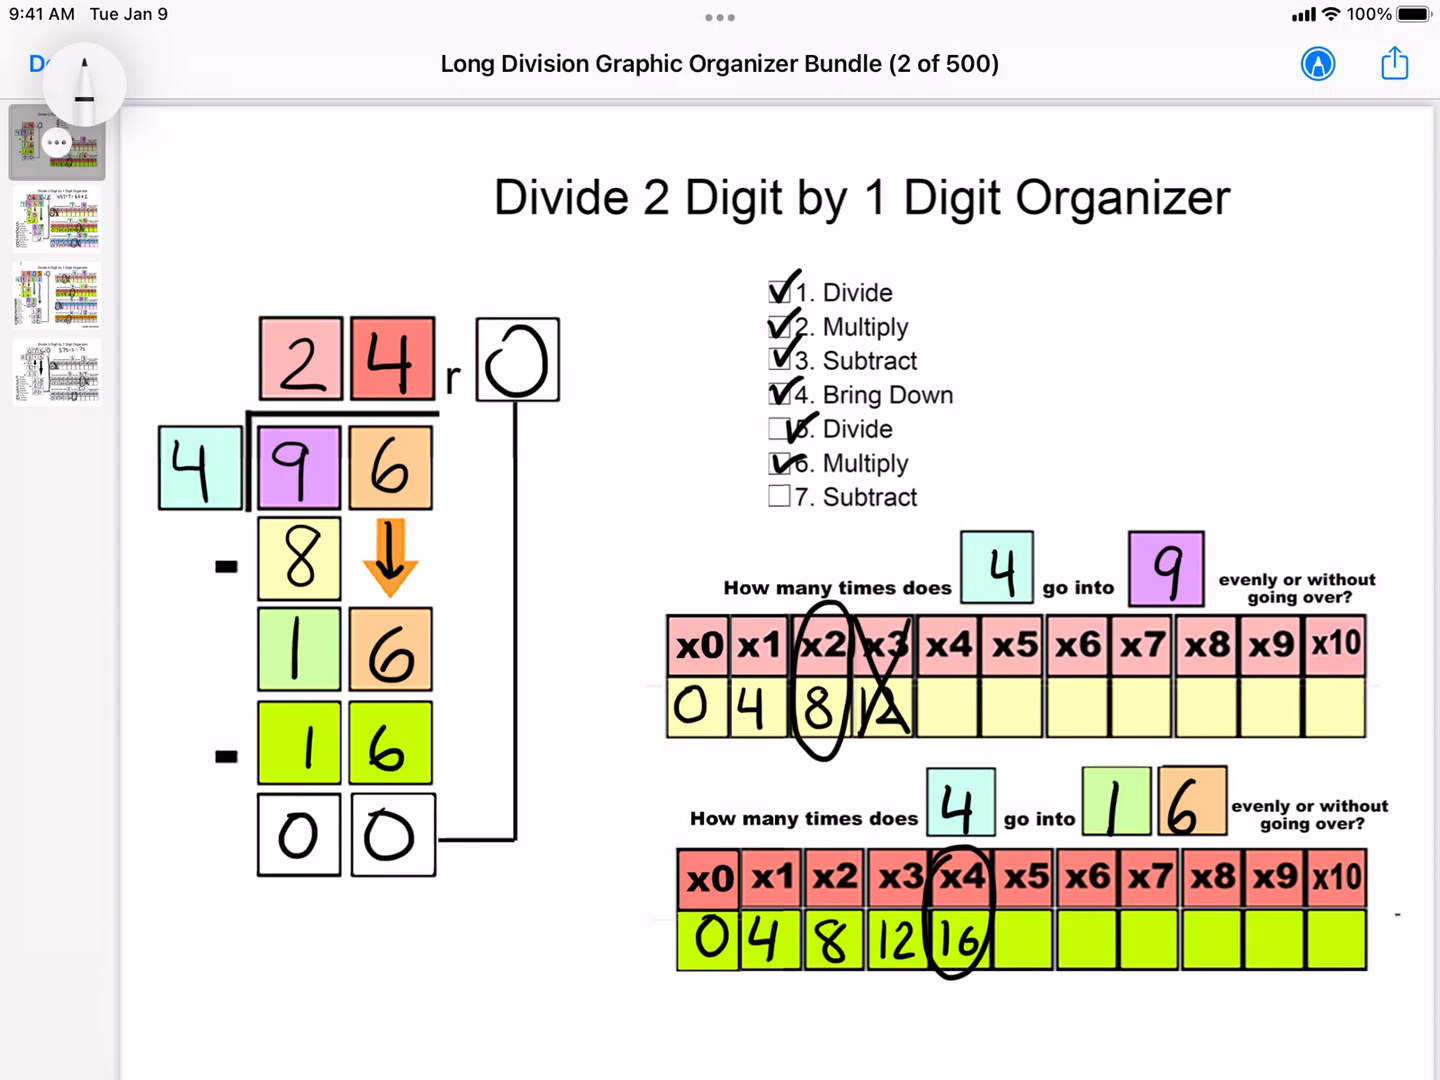 9:41 AM Tue Jan 9
100%
Long Division Graphic Organizer Bundle (2 of 500)
Divide 2 Digit by 1 Digit Organizer
1. Divide
2. Multiply
3. Subtract
4. Bring Down
5. Divide
6. Multiply
7. Subtract
2 4 r 0
4 9 6
- 8
1 6
- 1 6
0 0
How many times does 4 go into 9 evenly or without going over?
x0 x1 x2 x3 x4 x5 x6 x7 x8 x9 x10
0 4 8 12
How many times does 4 go into 1 6 evenly or without going over?
x0 x1 x2 x3 x4 x5 x6 x7 x8 x9 x10
0 4 8 12 16